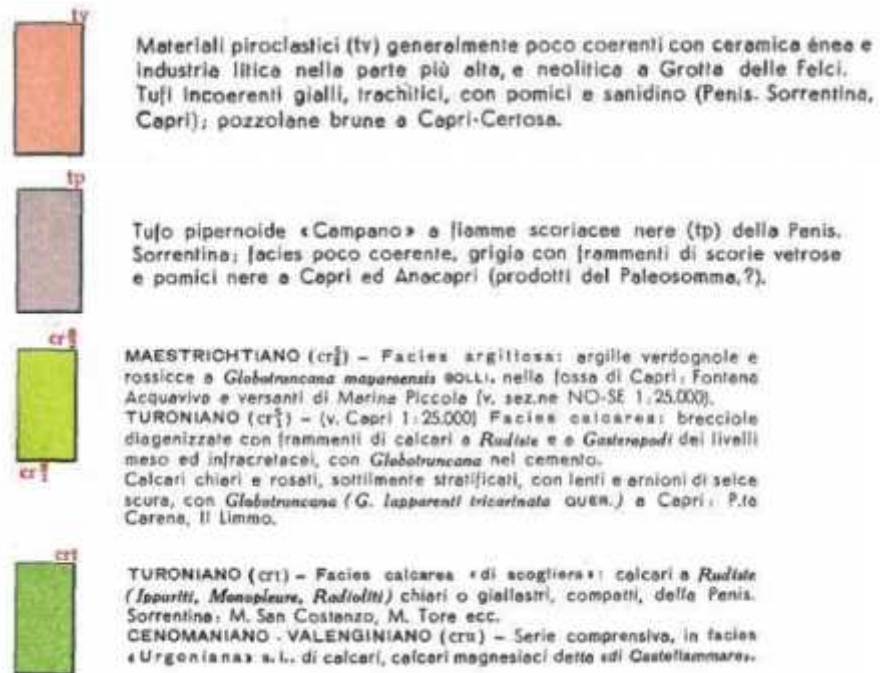 tv
Materiali piroclastici (tv) generalmente poco coerenti con ceramica énea e
industria litica nella parte più alta, e neolitica a Grotta delle Felci.
Tufi incoerenti gialli, trachitici, con pomici e sanidino (Penis. Sorrentina,
Capri); pozzolane brune a Capri-Certosa.
tp
Tufo pipernoide «Campano» a fiamme scoriacee nere (tp) della Penis.
Sorrentina; facies poco coerente, grigia con frammenti di scorie vetrose
e pomici nere a Capri ed Anacapri (prodotti del Paleosomma,?).
MAESTRICHTIANO – Facies argillosa: argille verdognole e
rossicce a Globotruncana BOLLI, nella fossa di Capri: Fontana
Acquaviva e versanti di Marina Piccola (v. sez.ne NO-SE 1:25.000).
TURONIANO – (v. Capri 1:25.000) Facies calcarea: brecciole
diagenizzate con frammenti di calcari a Rudiste e a Gasteropodi dei livelli
meso ed infracretacei, con Globotruncana nel cemento.
Calcari chiari e rosati, sottilmente stratificati, con lenti e arnioni di selce
scura, con Globotruncana (G. lapparenti tricarinata QUER.) a Capri: P.ta
Carena, Il Limmo.
TURONIANO – Facies calcarea «di scogliera»: calcari a Rudiste
(Ippuriti, Monopleure, Radioliti) chiari o giallastri, compatti, della Penis.
Sorrentina: M. San Costanzo, M. Tore ecc.
CENOMANIANO - VALENGINIANO – Serie comprensiva, in facies
«Urgoniana» s.l., di calcari, calcari magnesiaci detta «di Castellammare».